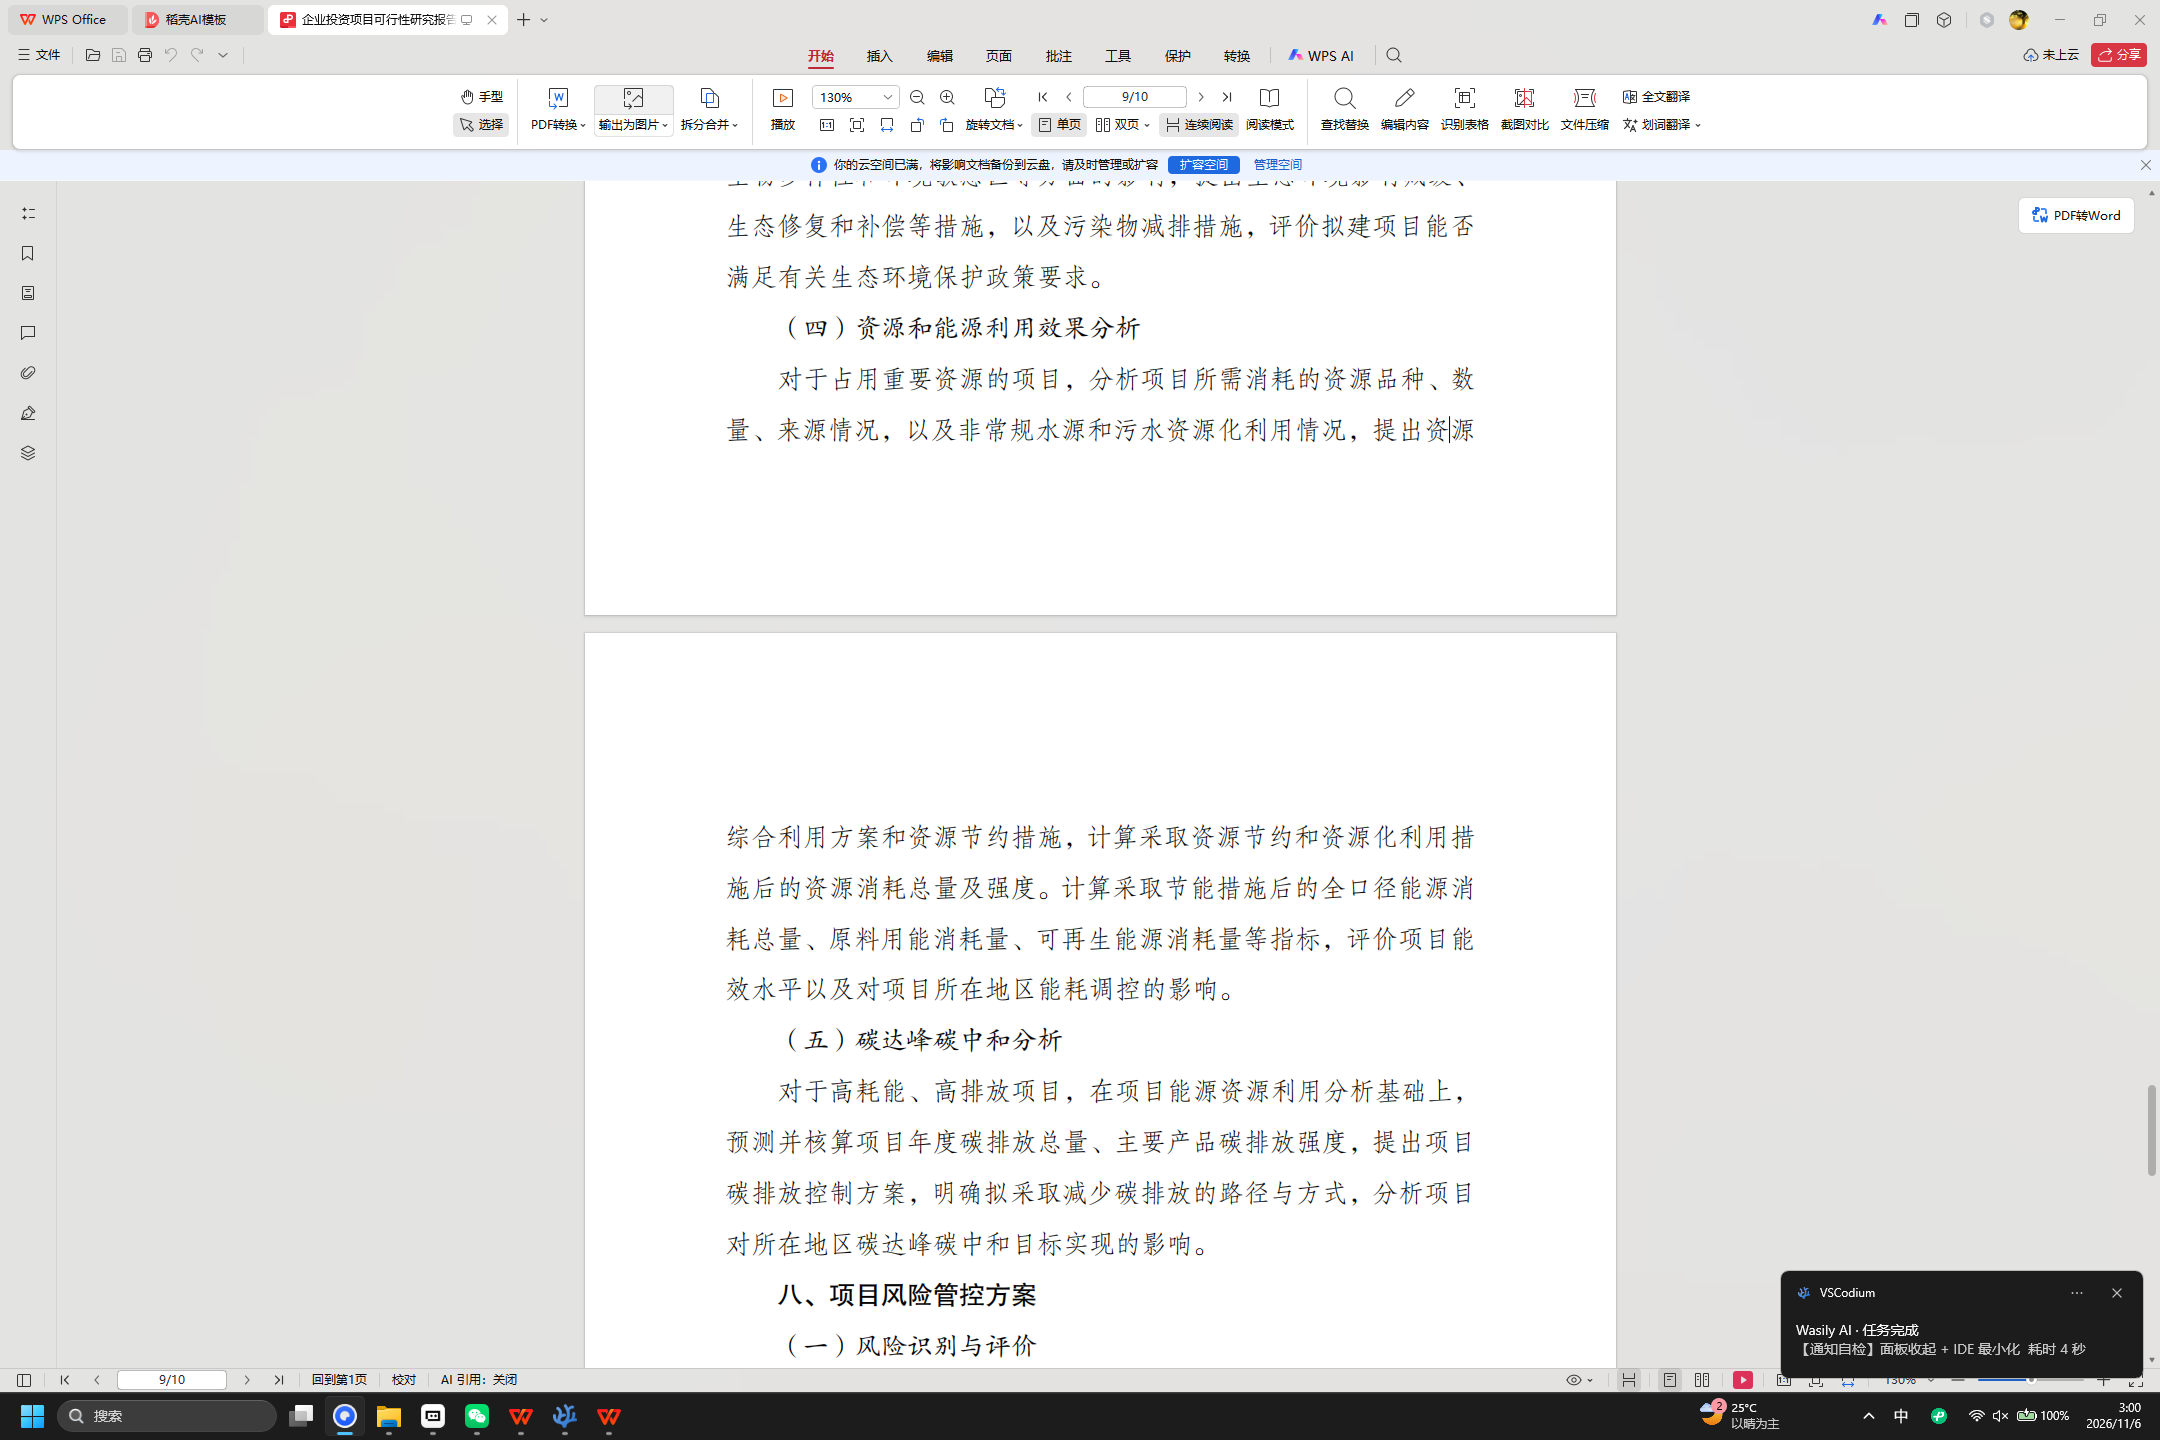 WPS Office
稻壳AI模板
企业投资项目可行性研究报告
文件
开始
插入
编辑
页面
批注
工具
保护
转换
WPS AI
未上云
分享
手型
选择
PDF转换
输出为图片
拆分合并
播放
130%
旋转文档
9/10
单页
双页
连续阅读
阅读模式
查找替换
编辑内容
识别表格
截图对比
文件压缩
全文翻译
划词翻译
你的云空间已满，将影响文档备份到云盘，请及时管理或扩容
扩容空间
管理空间
PDF转Word
生态修复和补偿等措施，以及污染物减排措施，评价拟建项目能否
满足有关生态环境保护政策要求。
（四）资源和能源利用效果分析
对于占用重要资源的项目，分析项目所需消耗的资源品种、数
量、来源情况，以及非常规水源和污水资源化利用情况，提出资源
综合利用方案和资源节约措施，计算采取资源节约和资源化利用措
施后的资源消耗总量及强度。计算采取节能措施后的全口径能源消
耗总量、原料用能消耗量、可再生能源消耗量等指标，评价项目能
效水平以及对项目所在地区能耗调控的影响。
（五）碳达峰碳中和分析
对于高耗能、高排放项目，在项目能源资源利用分析基础上，
预测并核算项目年度碳排放总量、主要产品碳排放强度，提出项目
碳排放控制方案，明确拟采取减少碳排放的路径与方式，分析项目
对所在地区碳达峰碳中和目标实现的影响。
八、项目风险管控方案
（一）风险识别与评价
VSCodium
Wasily AI · 任务完成
【通知自检】面板收起 + IDE 最小化 耗时 4 秒
9/10
回到第1页
校对
AI 引用：关闭
130%
搜索
2
25°C
以晴为主
中
100%
3:00
2026/11/6